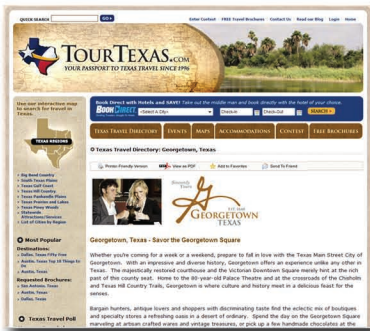 QUICK SEARCH
GO
Enter Contest FREE Travel Brochures Contact Us Read our Blog Login Home
TOURTEXAS.COM
YOUR PASSPORT TO TEXAS TRAVEL SINCE 1996
Use our interactive map to search for travel in Texas.
TEXAS REGIONS
Big Bend Country
South Texas Plains
Texas Gulf Coast
Texas Hill Country
Texas Panhandle Plains
Texas Prairies and Lakes
Texas Piney Woods
Statewide Attractions/Services
List of Cities by Region
Most Popular
Destinations:
Dallas, Texas Fifty Free
Austin, Texas Top 10 Things to Do
Austin, Texas
Requested Brochures:
San Antonio, Texas
Austin, Texas
Dallas, Texas
Texas Travel Poll
Book Direct with Hotels and SAVE! Take out the middle man and book directly with the hotel of your choice.
BOOKDIRECT
<Select A City>
Check-In
Check-Out
SEARCH
TEXAS TRAVEL DIRECTORY
EVENTS
MAPS
ACCOMMODATIONS
CONTEST
FREE BROCHURES
Texas Travel Directory: Georgetown, Texas
Printer-Friendly Version
View as PDF
Add to Favorites
Send To Friend
GEORGETOWN
TEXAS
Georgetown, Texas - Savor the Georgetown Square
Whether you're coming for a week or a weekend, prepare to fall in love with the Texas Main Street City of
Georgetown. With an impressive and diverse history, Georgetown offers an experience unlike any other in
Texas. The majestically restored courthouse and the Victorian Downtown Square merely hint at the rich
past of this county seat. Home to the 80-year-old Palace Theatre and at the crossroads of the Chisholm
and Texas Hill Country Trails, Georgetown is where culture and history meet in a delicious feast for the
senses.
Bargain hunters, antique lovers and shoppers with discriminating taste find the eclectic mix of boutiques
and specialty stores a refreshing oasis in a desert of ordinary. Spend the day on the Georgetown Square
marveling at artisan crafted wares and vintage treasures, or pick up a few handmade chocolates at the